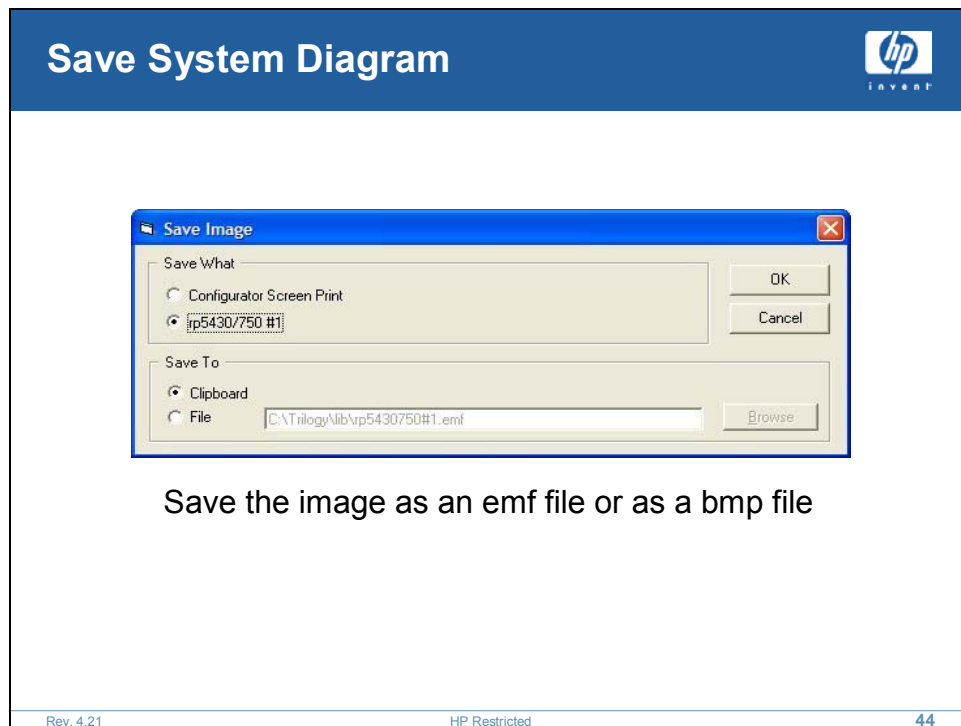 Save System Diagram
hp
invent
Save Image
Save What
Configurator Screen Print
rp5430/750 #1
OK
Cancel
Save To
Clipboard
File
C:\Trilogy\lib\rp5430750#1.emf
Browse
Save the image as an emf file or as a bmp file
Rev. 4.21
HP Restricted
44